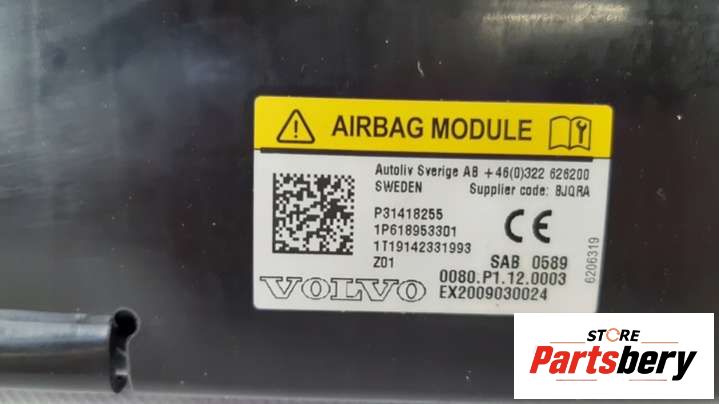 AIRBAG MODULE
Autoliv Sverige AB +46(0)322 626200
SWEDEN Supplier code: BJQRA
P31418255
1P618953301
1T19142331993
Z01 SAB 0589
0080.P1.12.0003
VOLVO EX2009030024
CE
6206319
STORE
Partsbery